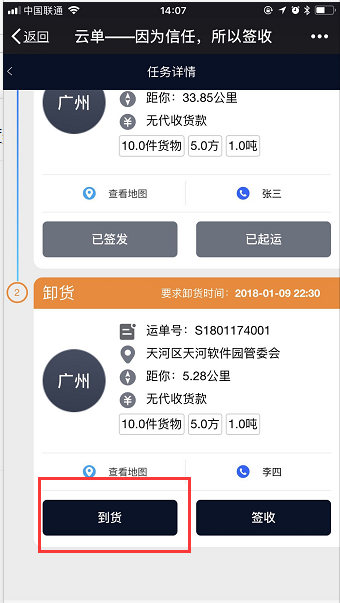 中国联通 14:07
返回 云单——因为信任，所以签收
任务详情
广州
距你：33.85公里
无代收货款
10.0件货物 5.0方 1.0吨
查看地图 张三
已签发 已起运
2 卸货 要求卸货时间：2018-01-09 22:30
运单号：S1801174001
天河区天河软件园管委会
广州
距你：5.28公里
无代收货款
10.0件货物 5.0方 1.0吨
查看地图 李四
到货 签收